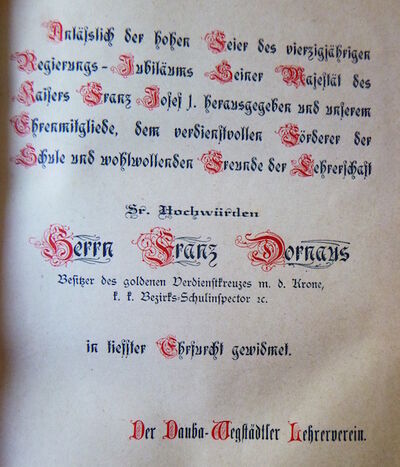 Anläſslich der hohen Feier des vierzigjährigen
Regierungs-Jubiläums Seiner Majeſtät des
Kaiſers Franz Joſef I. herausgegeben und unſerem
Ehrenmitgliede, dem verdienſtvollen Förderer der
Schule und wohlwollenden Freunde der Lehrerſchaft
Sr. Hochwürden
Herrn Franz Dornaus
Beſitzer des goldenen Verdienſtkreuzes m. d. Krone,
k. k. Bezirks-Schulinſpector ꝛc.
in tiefſter Ehrfurcht gewidmet.
Der Dauba-Wegſtädtler Lehrerverein.